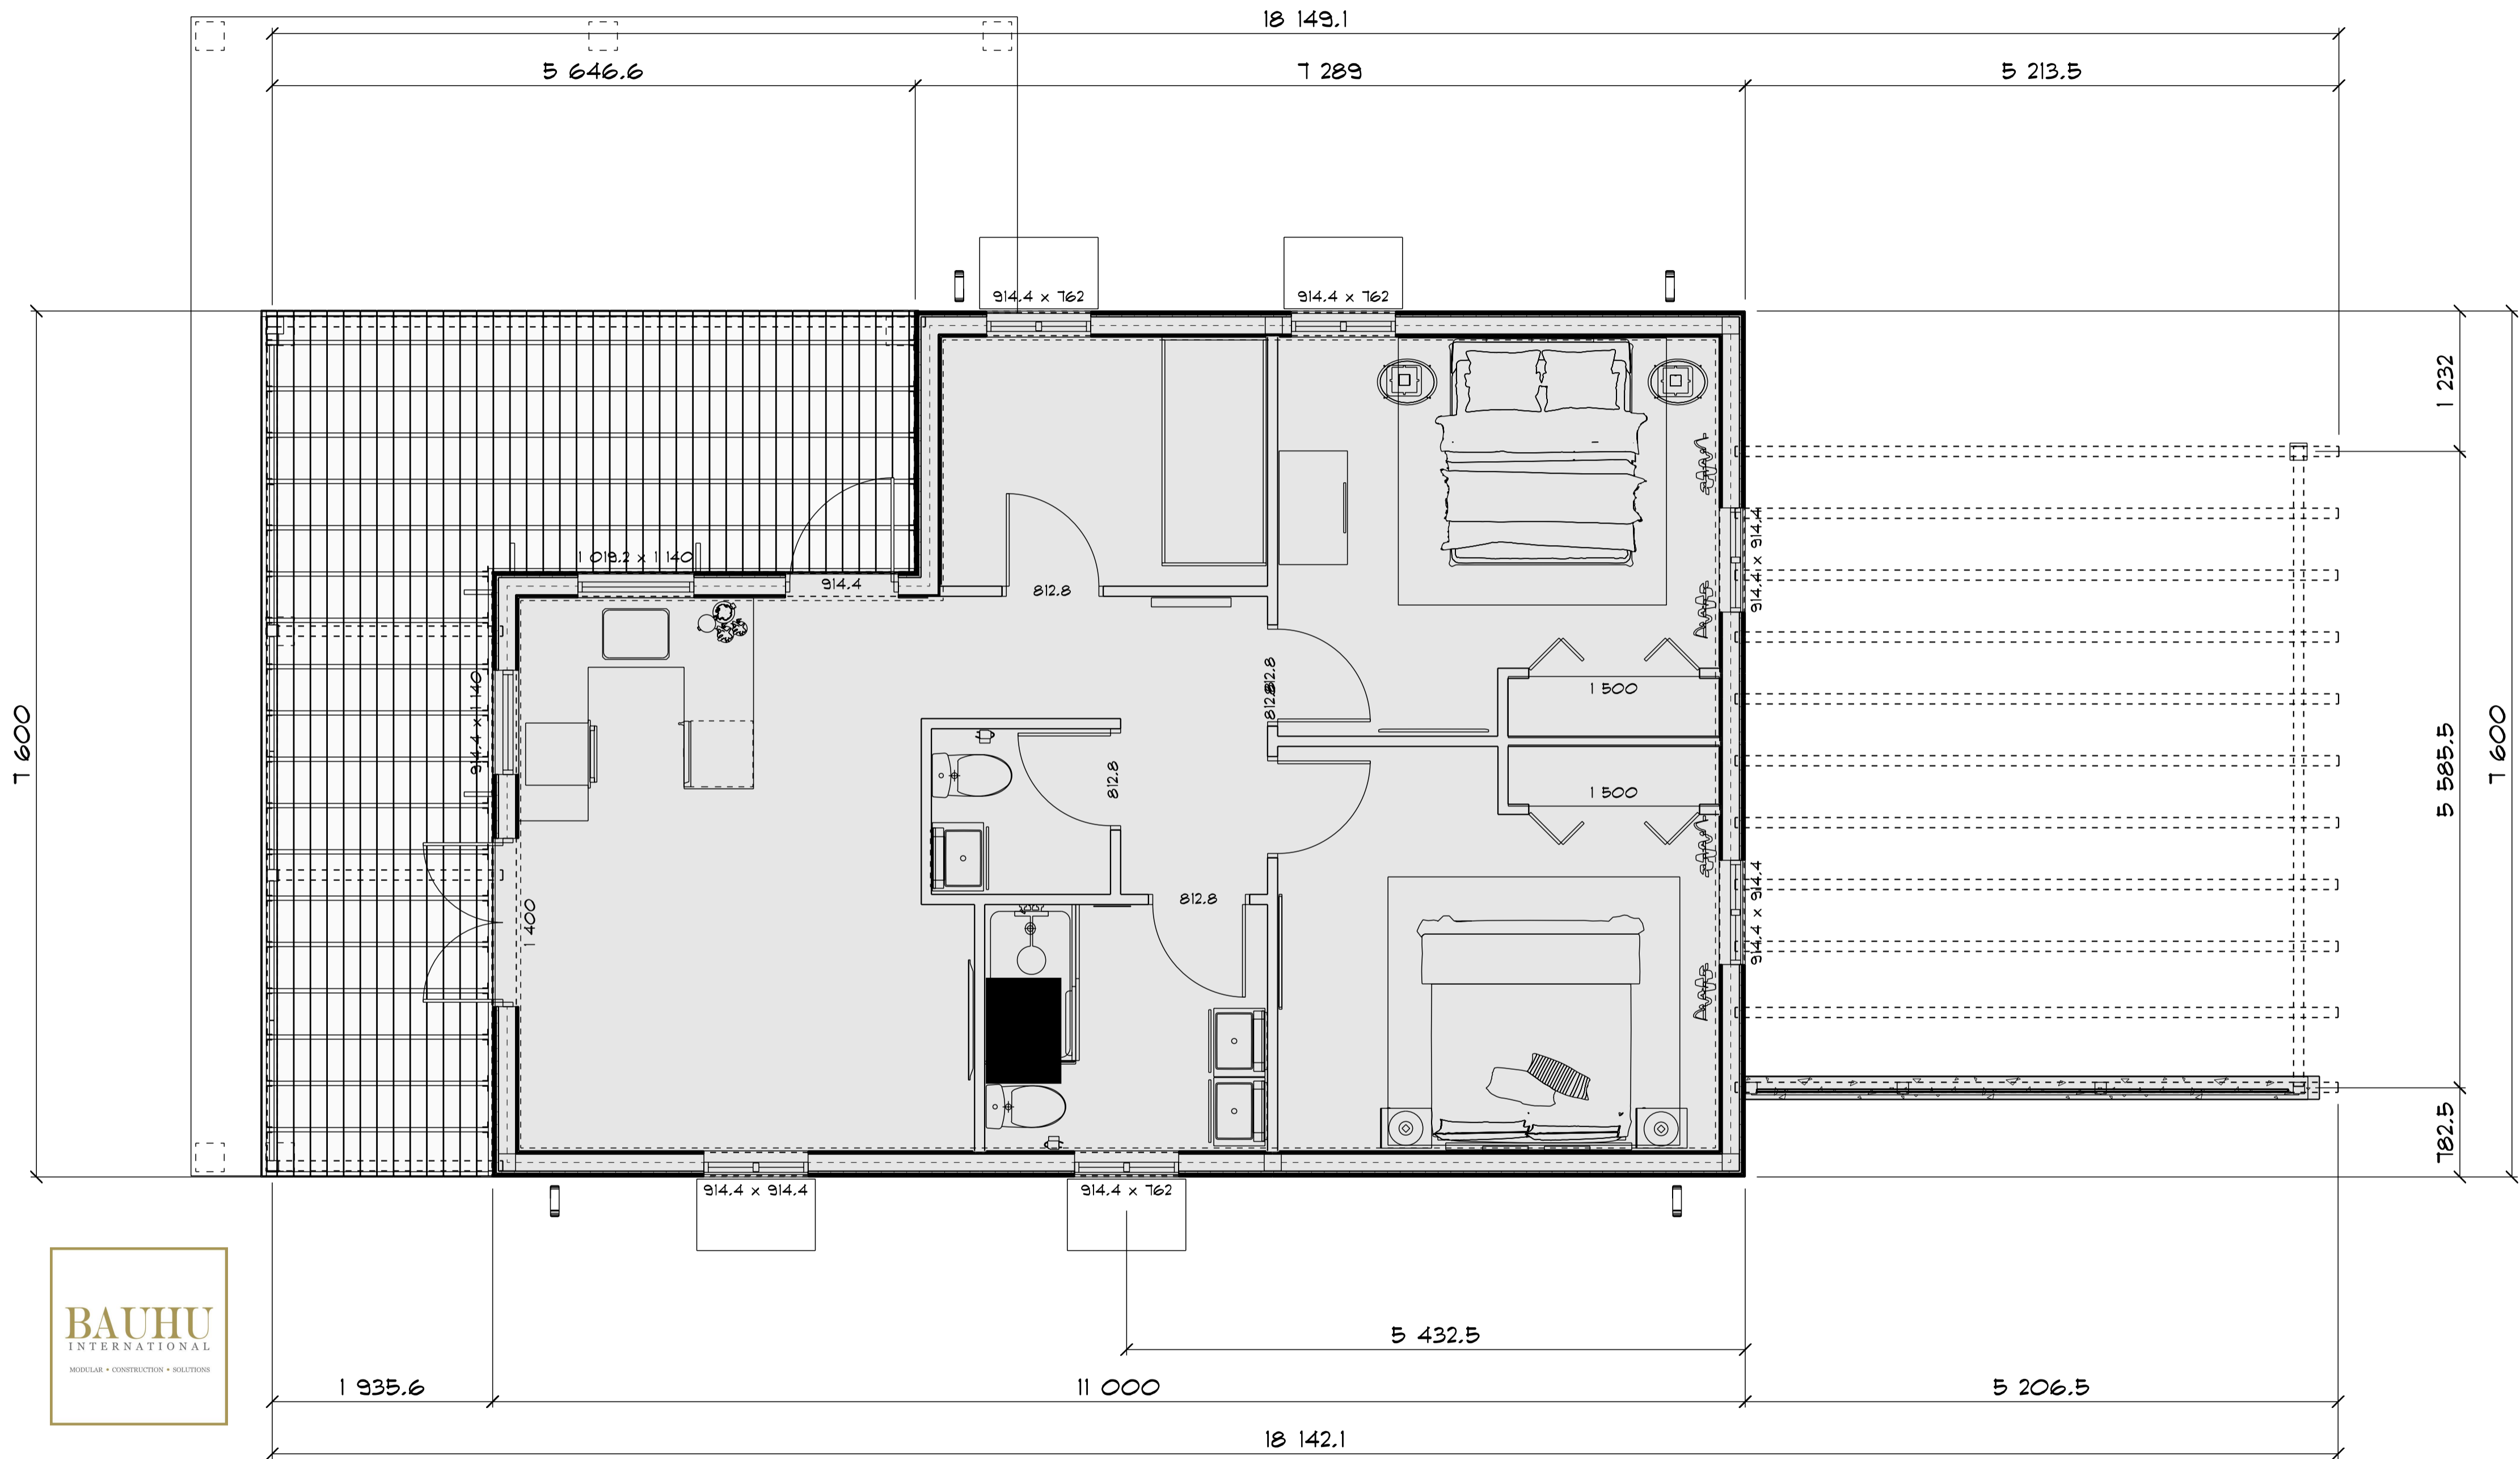 18 149.1
5 646.6
7 289
5 213.5
914.4 x 762
914.4 x 762
1 232
1 019.2 x 1 140
914.4
812.8
914.4 x 914.4
914.4 x 1 140
812.8
812.8
1 500
7 600
812.8
1 500
5 585.5
7 600
812.8
1 400
914.4 x 914.4
782.5
914.4 x 914.4
914.4 x 762
BAUHU
INTERNATIONAL
MODULAR • CONSTRUCTION • SOLUTIONS
5 432.5
1 935.6
11 000
5 206.5
18 142.1